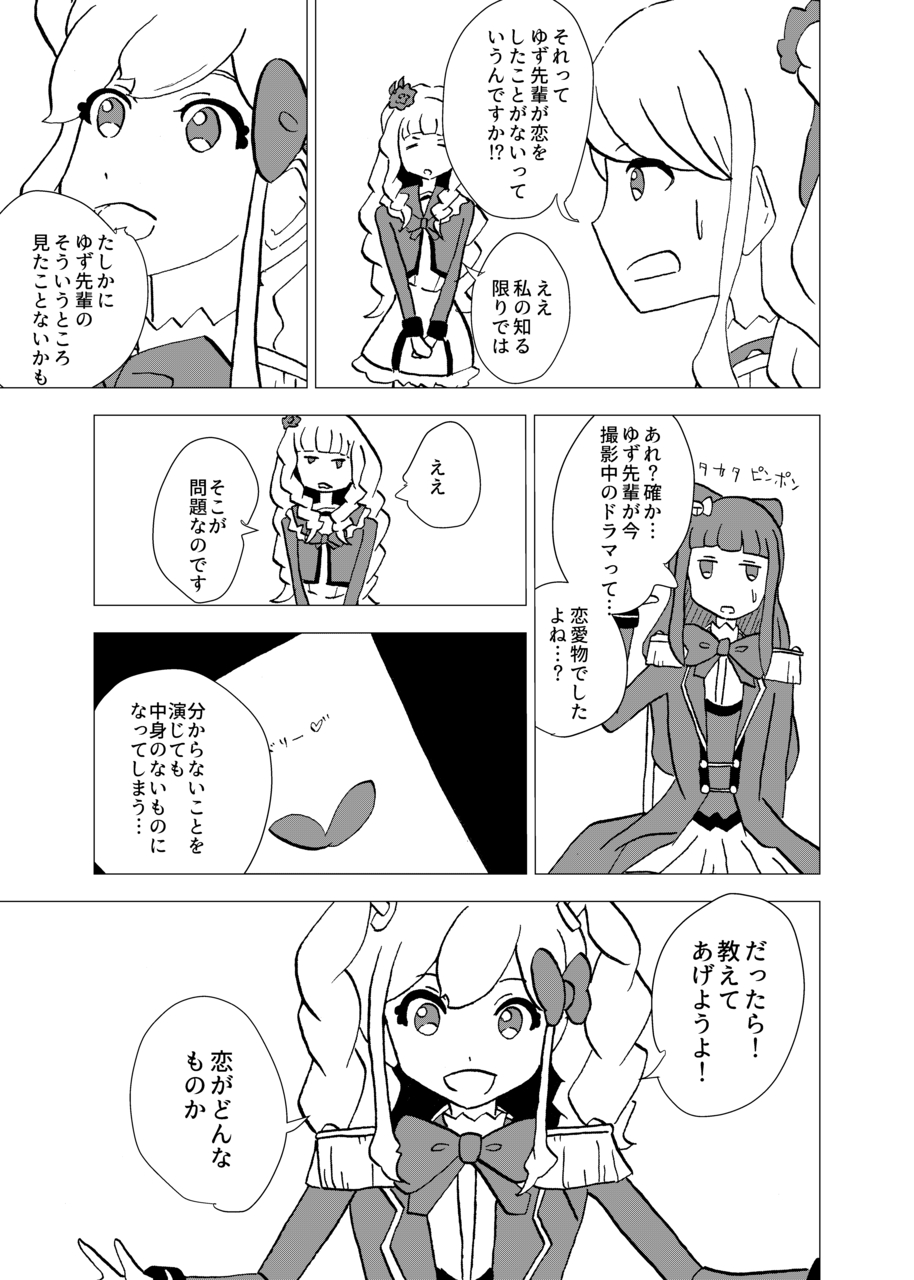 それって
ゆず先輩が恋を
したことがないって
いうんですか!?
ええ
私の知る
限りでは
たしかに
ゆず先輩の
そういうところ
見たことないかも
タカタ ピンポン
あれ?確か…
ゆず先輩が今
撮影中のドラマって…
恋愛物でした
よね…?
ええ
そこが
問題なのです
ドリー〜♡
分からないことを
演じても
中身のないものに
なってしまう…
だったら!
教えて
あげようよ!
恋がどんな
ものか